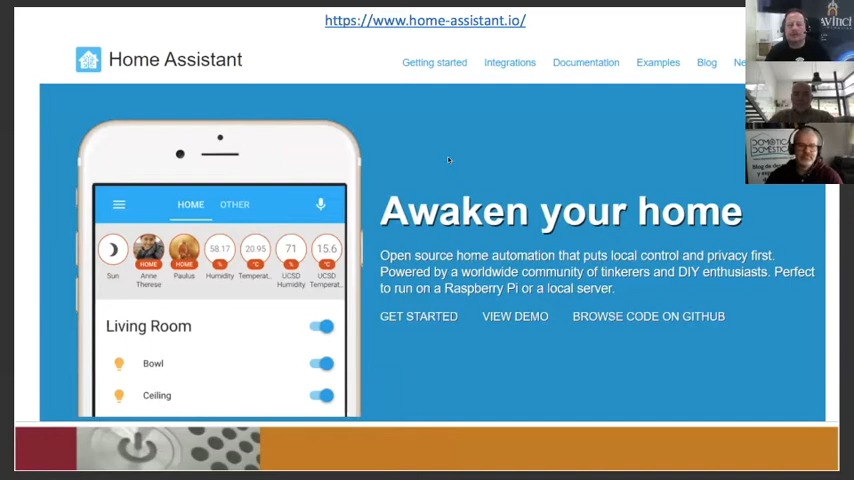 https://www.home-assistant.io/
Home Assistant
Getting started Integrations Documentation Examples Blog
HOME OTHER
58.17 20.95 71 15.6
HOME HOME % °C % °C
Sun Anne Therese Paulus Humidity Temperat.. UCSD Humidity UCSD Temperat..
Living Room
Bowl
Ceiling
Awaken your home
Open source home automation that puts local control and privacy first.
Powered by a worldwide community of tinkerers and DIY enthusiasts. Perfect
to run on a Raspberry Pi or a local server.
GET STARTED VIEW DEMO BROWSE CODE ON GITHUB